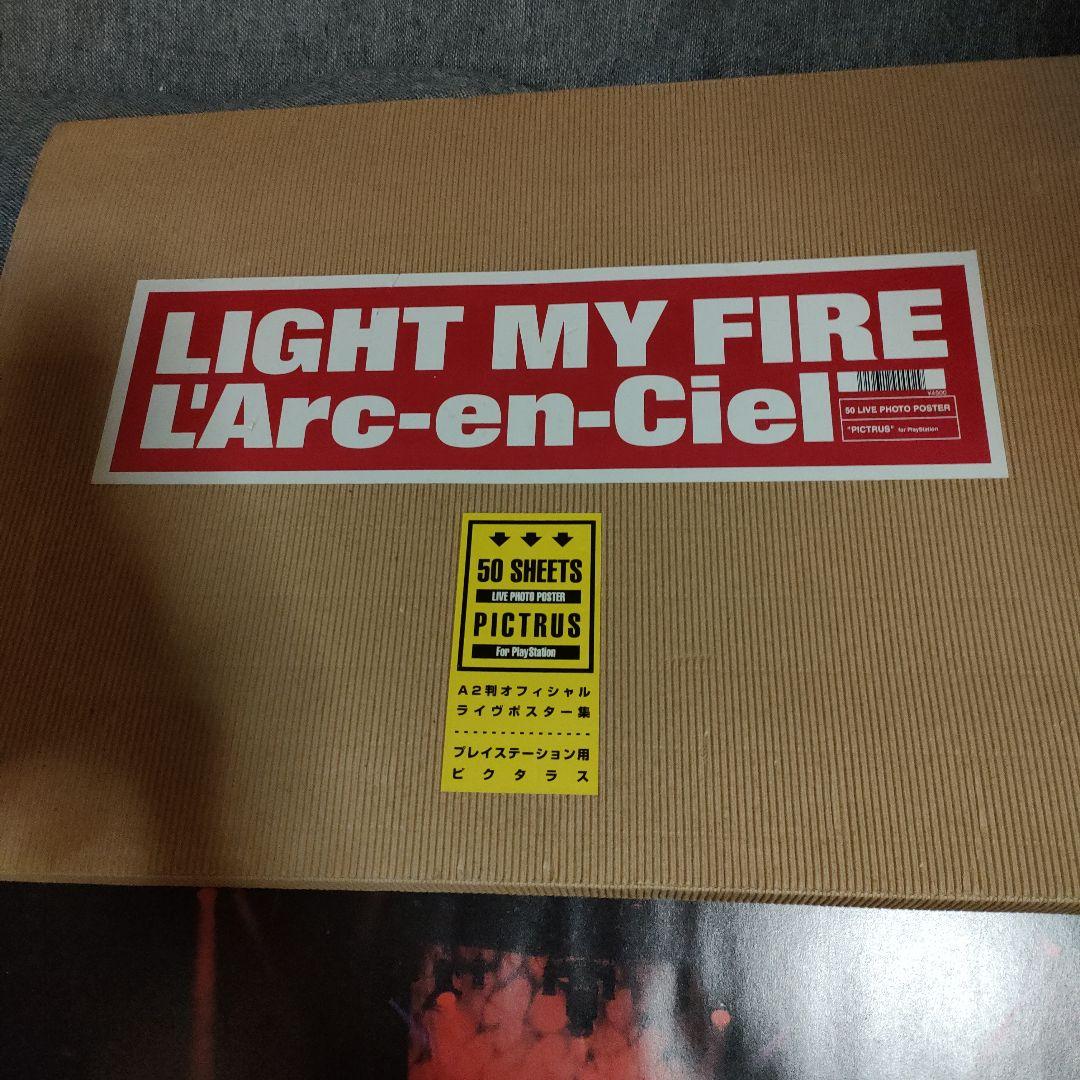 LIGHT MY FIRE
L'Arc-en-Ciel
¥4500
50 LIVE PHOTO POSTER
"PICTRUS" for PlayStation
50 SHEETS
LIVE PHOTO POSTER
PICTRUS
For PlayStation
A2判オフィシャル
ライヴポスター集
プレイステーション用
ピクタラス